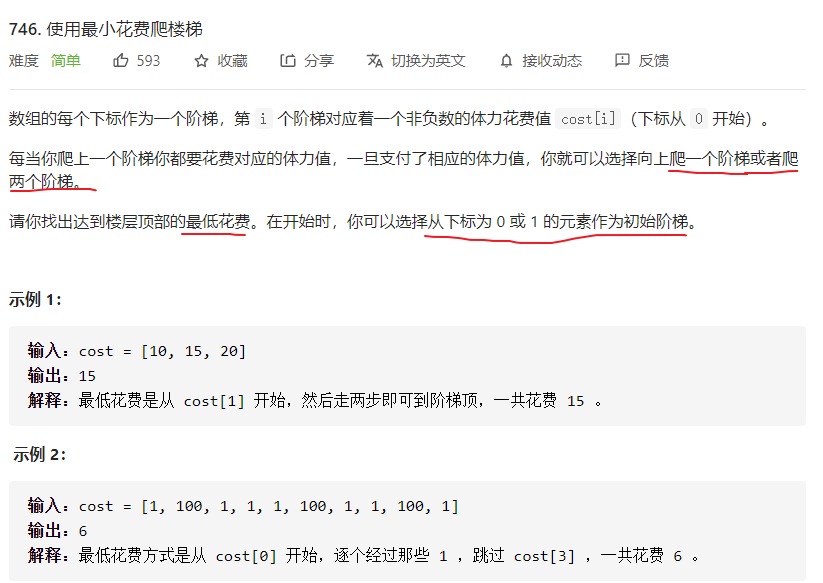 746. 使用最小花费爬楼梯
难度 简单 593 收藏 分享 切换为英文 接收动态 反馈
数组的每个下标作为一个阶梯，第 i 个阶梯对应着一个非负数的体力花费值 cost[i]（下标从 0 开始）。
每当你爬上一个阶梯你都要花费对应的体力值，一旦支付了相应的体力值，你就可以选择向上爬一个阶梯或者爬
两个阶梯。
请你找出达到楼层顶部的最低花费。在开始时，你可以选择从下标为 0 或 1 的元素作为初始阶梯。
示例 1：
输入：cost = [10, 15, 20]
输出：15
解释：最低花费是从 cost[1] 开始，然后走两步即可到阶梯顶，一共花费 15 。
示例 2：
输入：cost = [1, 100, 1, 1, 1, 100, 1, 1, 100, 1]
输出：6
解释：最低花费方式是从 cost[0] 开始，逐个经过那些 1 ，跳过 cost[3] ，一共花费 6 。